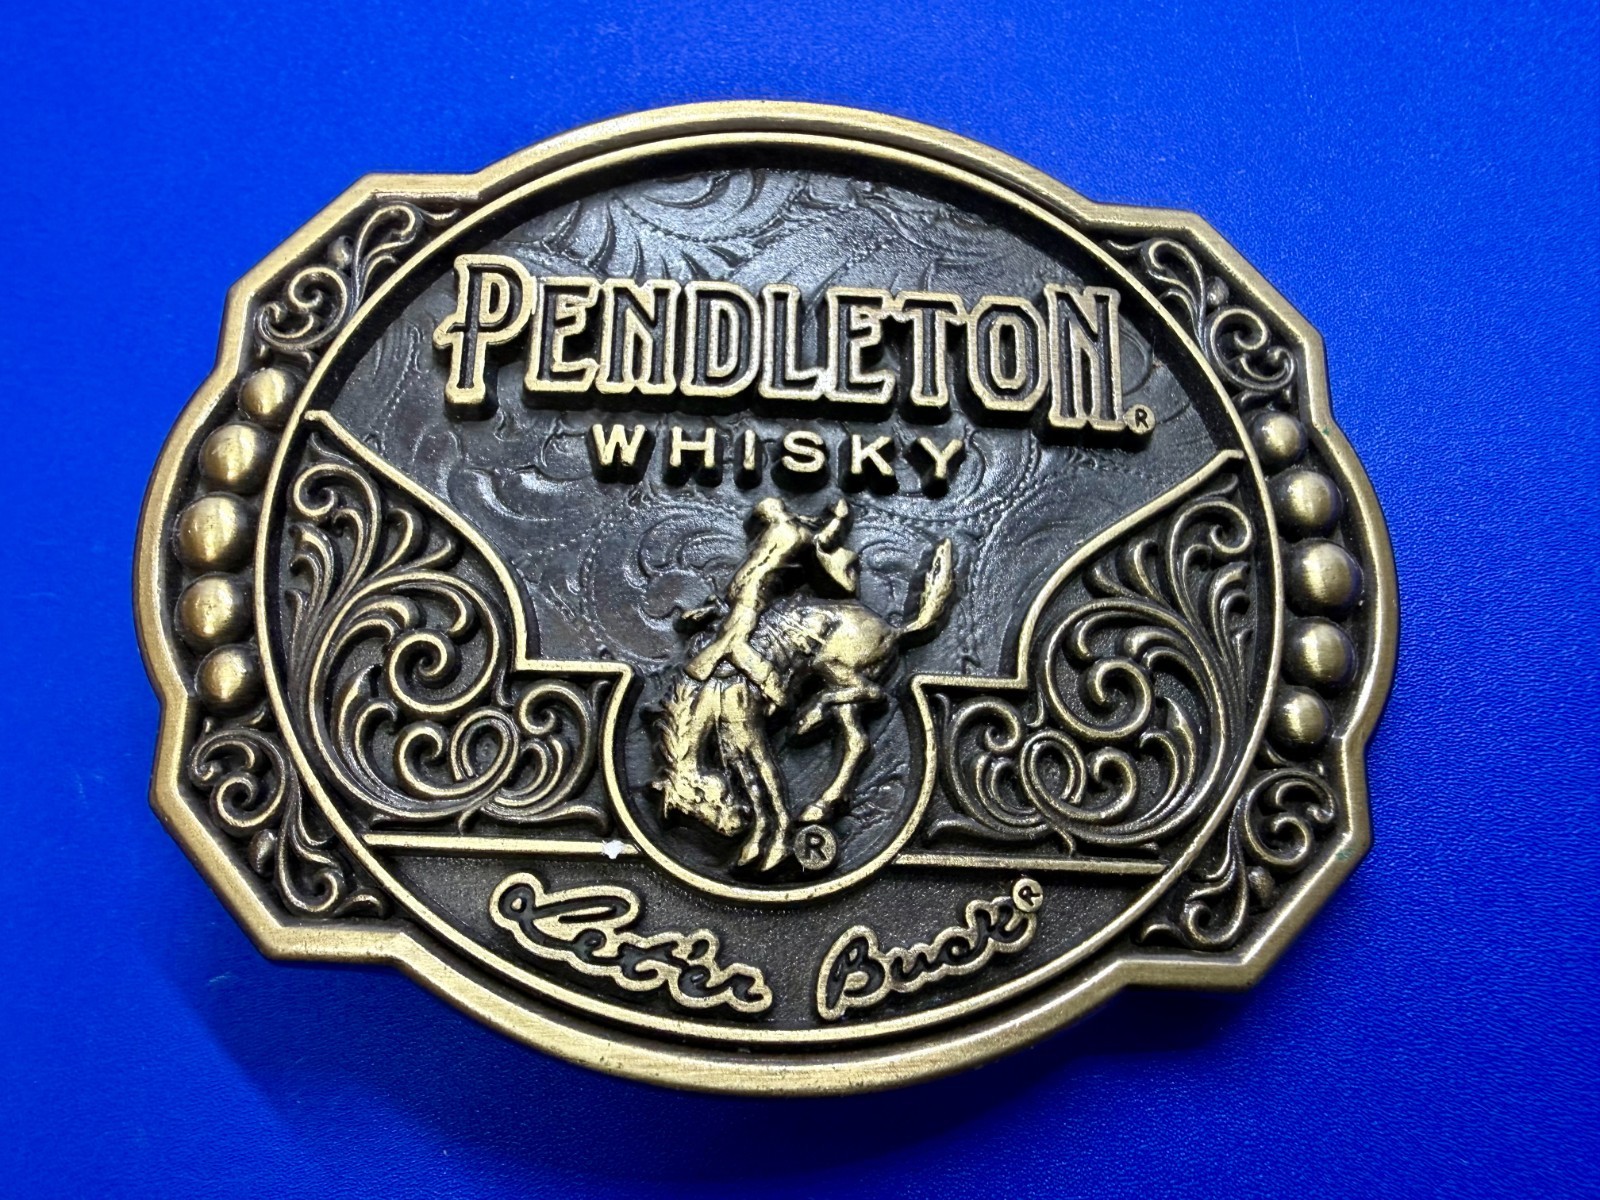 PENDLETON®
WHISKY
®
Let'er Buck®